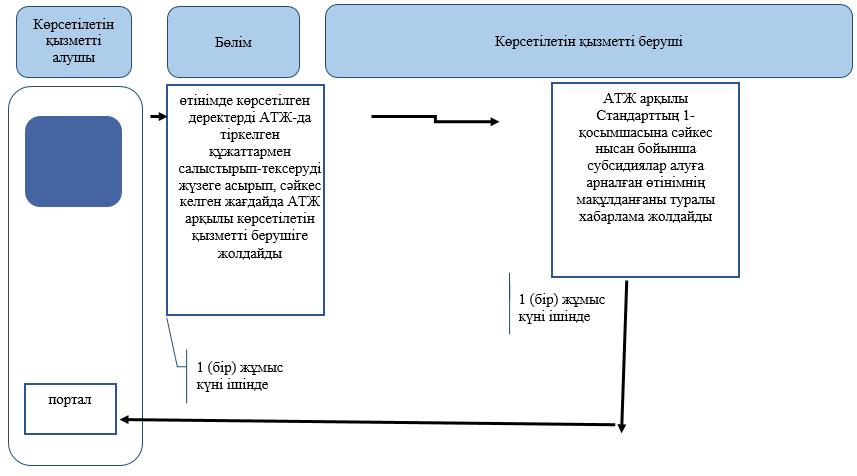 Көрсетілетін
қызметті
алушы
Бөлім
Көрсетілетін қызметті беруші
өтінімде көрсетілген
деректерді АТЖ-да
тіркелген
құжаттармен
салыстырып-тексеруді
жүзеге асырып, сәйкес
келген жағдайда АТЖ
арқылы көрсетілетін
қызметті берушіге
жолдайды
АТЖ арқылы
Стандарттың 1-
қосымшасына сәйкес
нысан бойынша
субсидиялар алуға
арналған өтінімнің
мақұлданғаны туралы
хабарлама жолдайды
1 (бір) жұмыс
күні ішінде
1 (бір) жұмыс
күні ішінде
портал